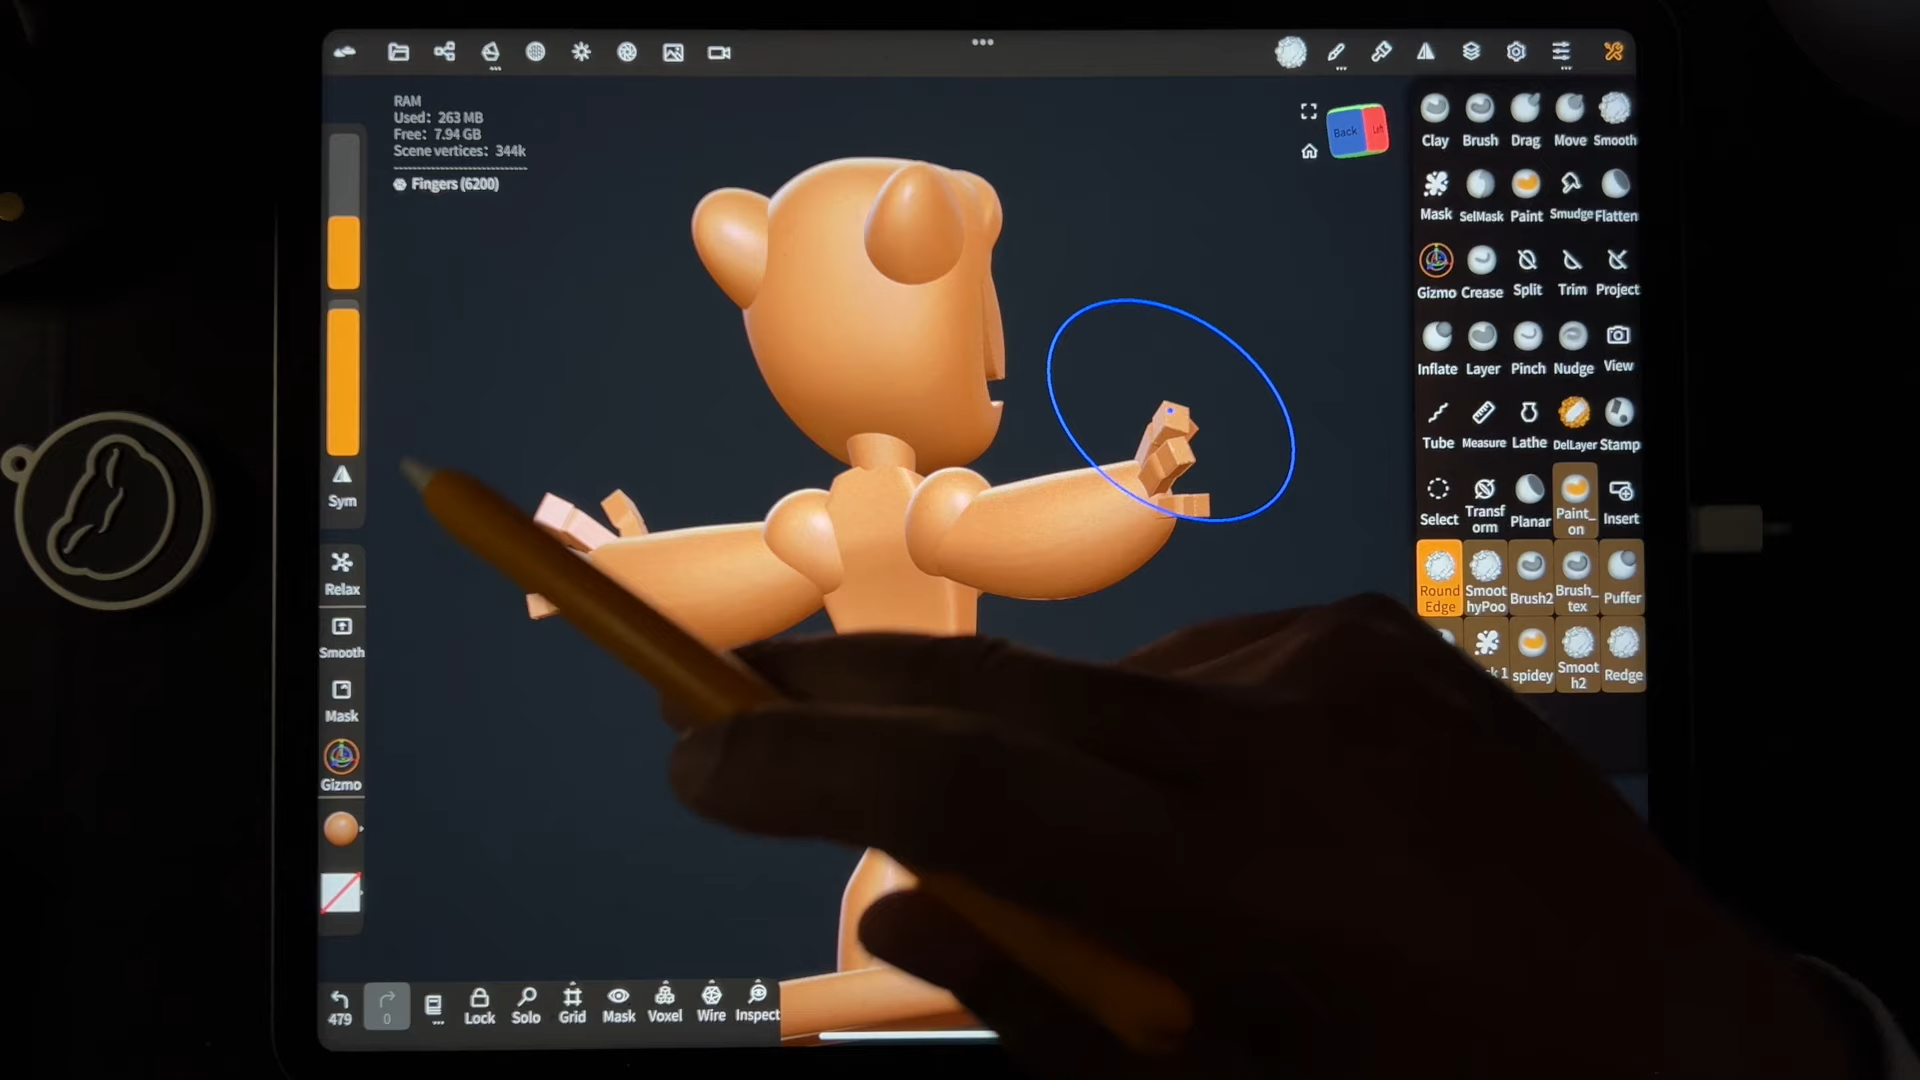 RAM
Used: 263 MB
Free: 7.94 GB
Scene vertices: 344k
Fingers (6200)
Back
Left
Clay Brush Drag Move Smooth
Mask SelMask Paint Smudge Flatten
Gizmo Crease Split Trim Project
Inflate Layer Pinch Nudge View
Tube Measure Lathe DelLayer Stamp
Select Transf
orm Planar Paint_
on Insert
Round
Edge Smoot
hyPoo Brush2 Brush_
tex Puffer
k 1 spidey Smoot
h2 Redge
Sym
Relax
Smooth
Mask
Gizmo
479 0 Lock Solo Grid Mask Voxel Wire Inspect